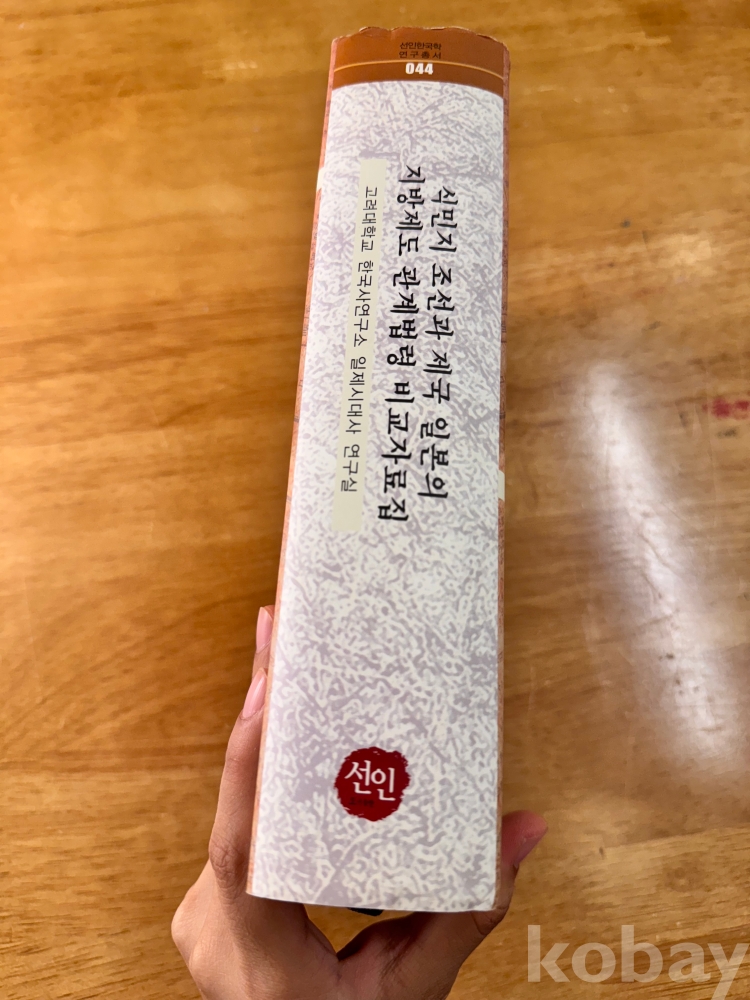 선인한국학
연구총서
044
식민지 조선과 제국 일본의
지방제도 관계법령 비교자료집
고려대학교 한국사연구소 일제시대사 연구실
선인
kobay